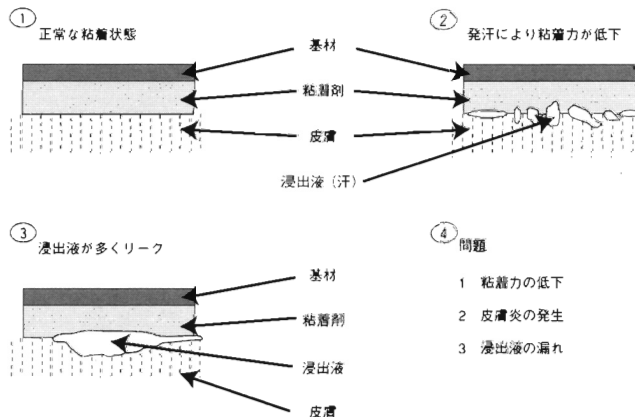 ① 正常な粘着状態
基材
粘着剤
皮膚
② 発汗により粘着力が低下
浸出液（汗）
③ 浸出液が多くリーク
基材
粘着剤
浸出液
皮膚
④ 問題
1 粘着力の低下
2 皮膚炎の発生
3 浸出液の漏れ